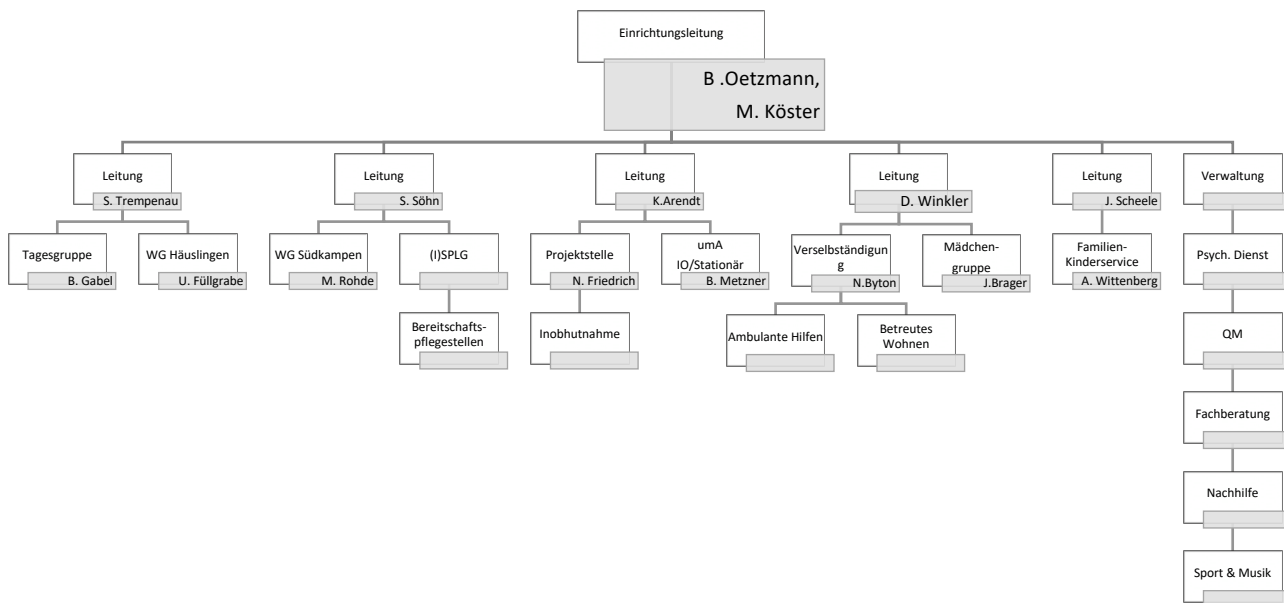 Einrichtungsleitung
B .Oetzmann,
M. Köster
Leitung
S. Trempenau
Leitung
S. Söhn
Leitung
K.Arendt
Leitung
D. Winkler
Leitung
J. Scheele
Verwaltung
Tagesgruppe
B. Gabel
WG Häuslingen
U. Füllgrabe
WG Südkampen
M. Rohde
(I)SPLG
Projektstelle
N. Friedrich
umA
IO/Stationär
B. Metzner
Verselbständigun
g
N.Byton
Mädchen-
gruppe
J.Brager
Familien-
Kinderservice
A. Wittenberg
Psych. Dienst
Bereitschafts-
pflegestellen
Inobhutnahme
Ambulante Hilfen
Betreutes
Wohnen
QM
Fachberatung
Nachhilfe
Sport & Musik